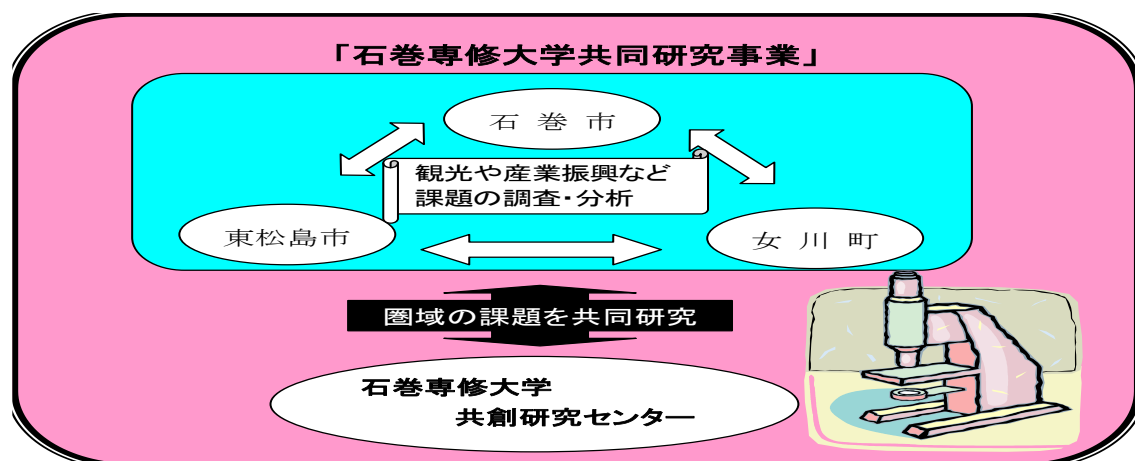 「石巻専修大学共同研究事業」
石巻市
観光や産業振興など
課題の調査・分析
東松島市
女川町
圏域の課題を共同研究
石巻専修大学
共創研究センター